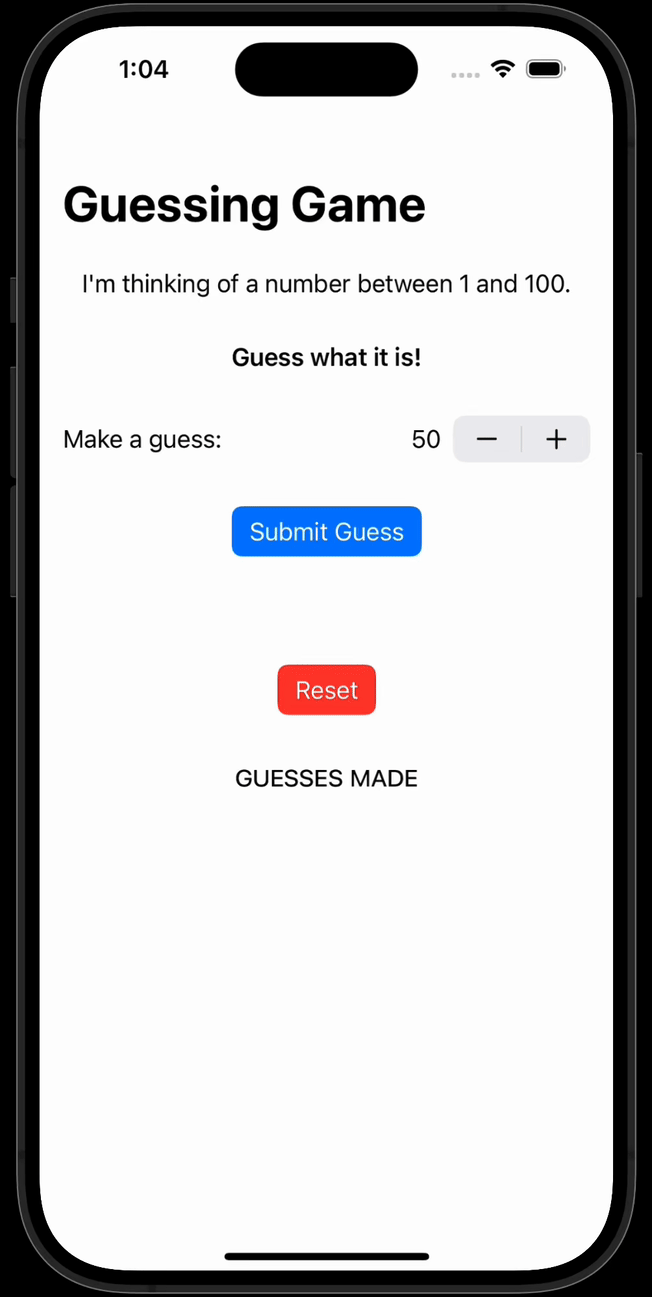 1:04
Guessing Game
I'm thinking of a number between 1 and 100.
Guess what it is!
Make a guess: 50 − +
Submit Guess
Reset
GUESSES MADE